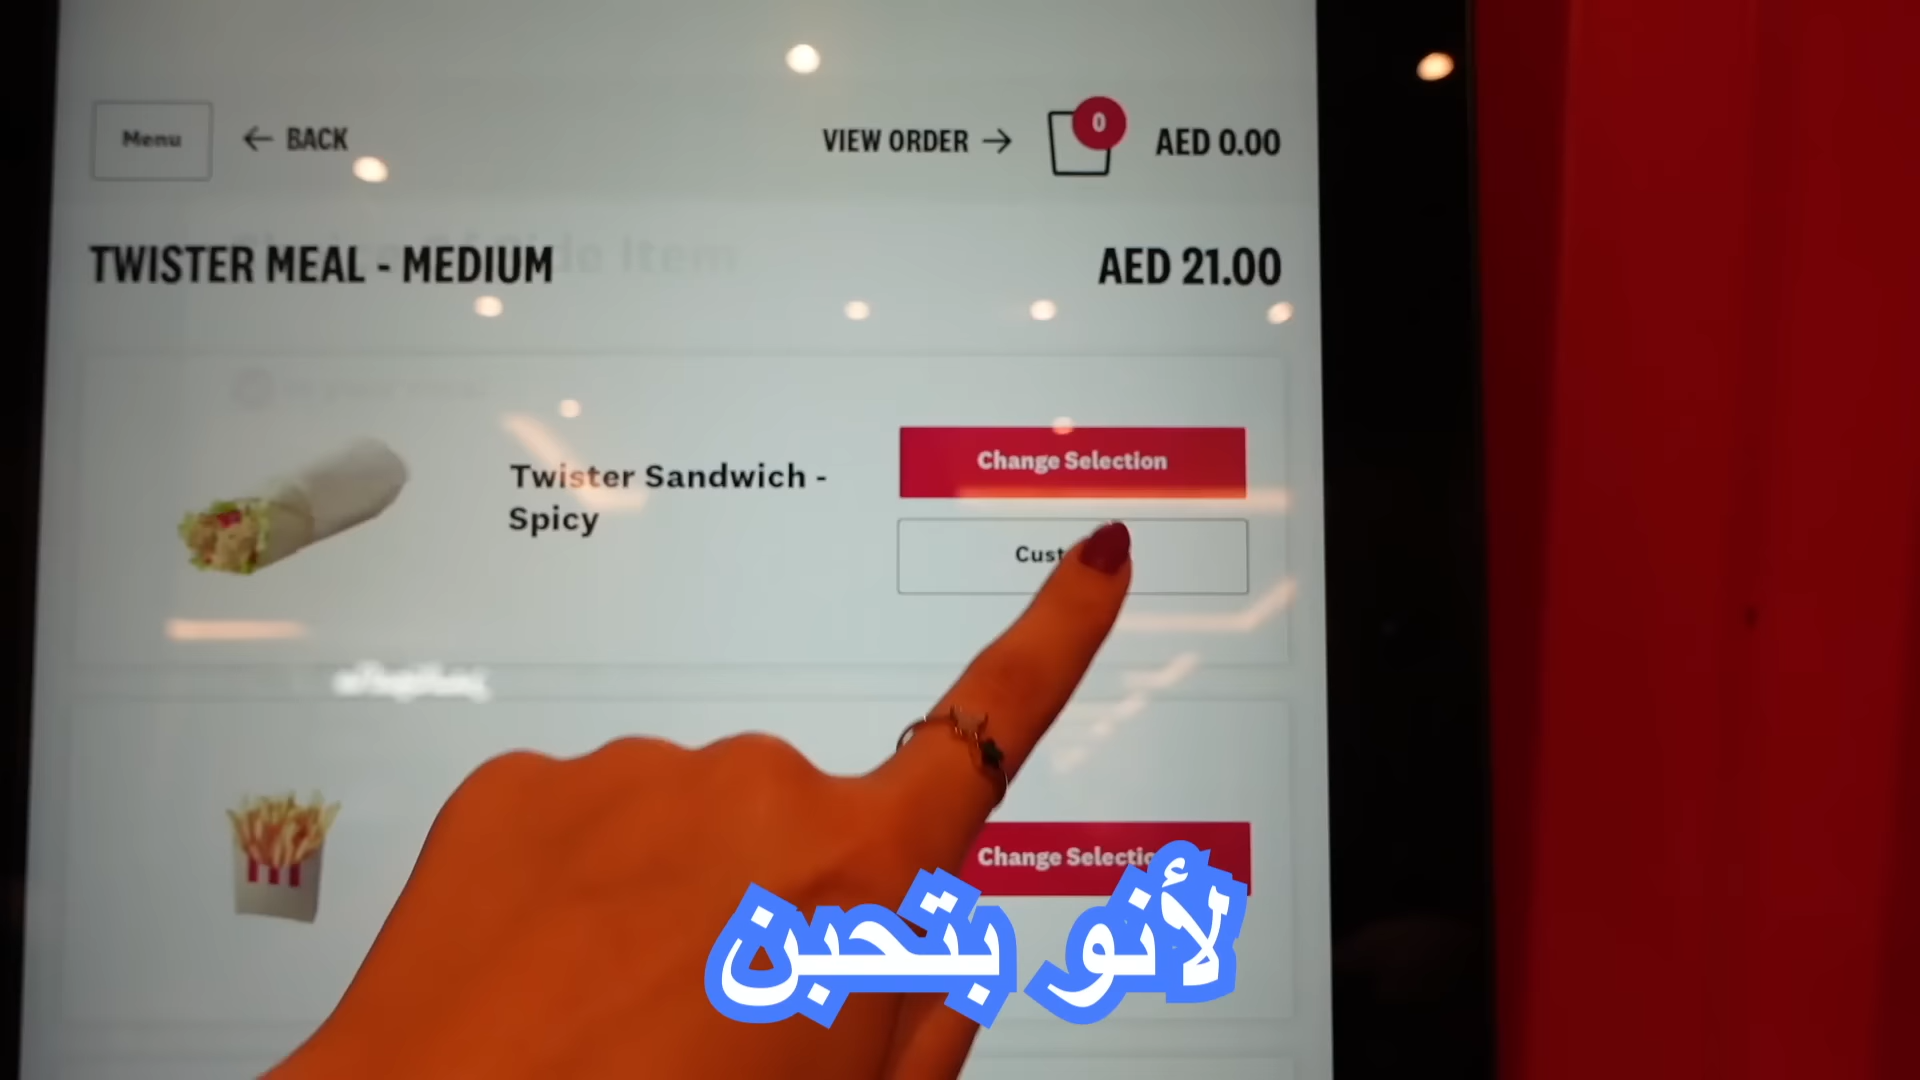 Menu
← BACK
VIEW ORDER →
0
AED 0.00
TWISTER MEAL - MEDIUM
AED 21.00
Twister Sandwich -
Spicy
Change Selection
Cust
Change Selectio
لأنو بتحبن